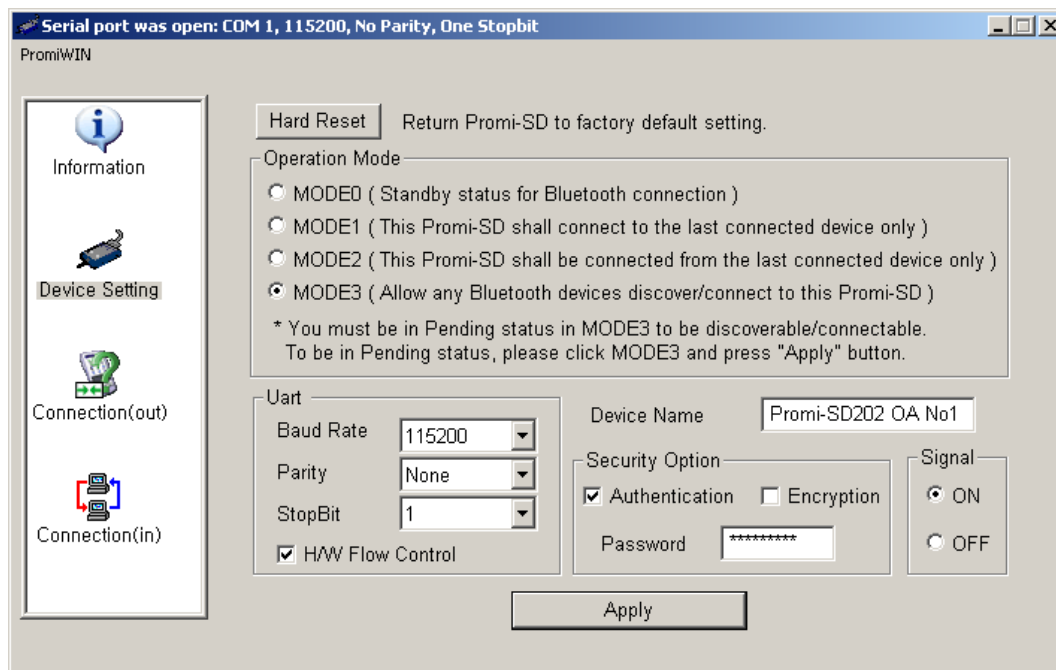 Serial port was open: COM 1, 115200, No Parity, One Stopbit
PromiWIN
Information
Device Setting
Connection(out)
Connection(in)
Hard Reset Return Promi-SD to factory default setting.
Operation Mode
MODE0 ( Standby status for Bluetooth connection )
MODE1 ( This Promi-SD shall connect to the last connected device only )
MODE2 ( This Promi-SD shall be connected from the last connected device only )
MODE3 ( Allow any Bluetooth devices discover/connect to this Promi-SD )
* You must be in Pending status in MODE3 to be discoverable/connectable.
To be in Pending status, please click MODE3 and press "Apply" button.
Uart
Baud Rate 115200
Parity None
StopBit 1
H/W Flow Control
Device Name Promi-SD202 OA No1
Security Option
Authentication Encryption
Password *********
Signal
ON
OFF
Apply